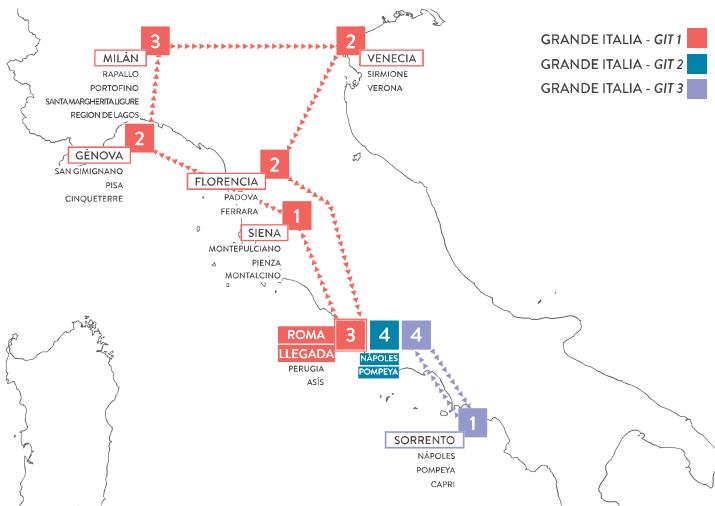 GRANDE ITALIA - GIT 1
GRANDE ITALIA - GIT 2
GRANDE ITALIA - GIT 3
3
MILÁN
RAPALLO
PORTOFINO
SANTA MARGHERITA LIGURE
REGION DE LAGOS
2
VENECIA
SIRMIONE
VERONA
2
GÉNOVA
SAN GIMIGNANO
PISA
CINQUETERRE
2
FLORENCIA
PADOVA
FERRARA
1
SIENA
MONTEPULCIANO
PIENZA
MONTALCINO
ROMA
LLEGADA
3
PERUGIA
ASÍS
4
NÁPOLES
POMPEYA
4
1
SORRENTO
NÁPOLES
POMPEYA
CAPRI